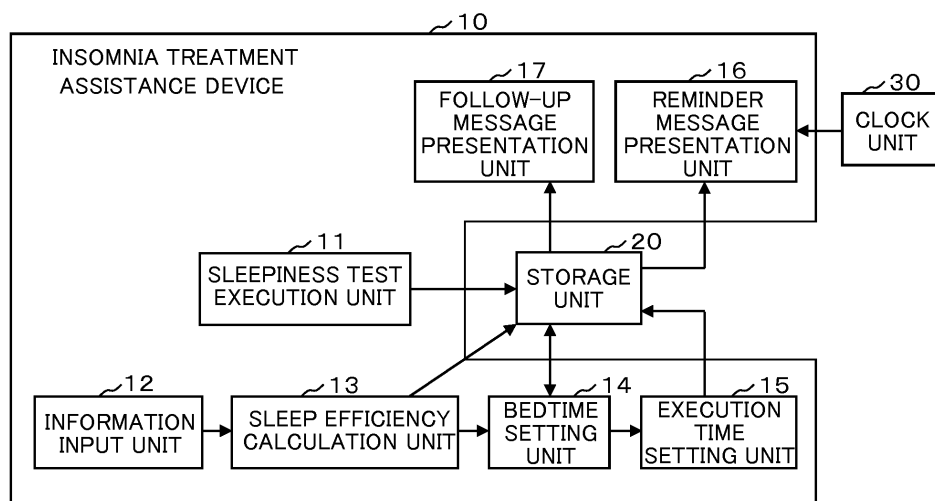 10
INSOMNIA TREATMENT
ASSISTANCE DEVICE
17
FOLLOW-UP
MESSAGE
PRESENTATION
UNIT
16
REMINDER
MESSAGE
PRESENTATION
UNIT
30
CLOCK
UNIT
11
SLEEPINESS TEST
EXECUTION UNIT
20
STORAGE
UNIT
12
INFORMATION
INPUT UNIT
13
SLEEP EFFICIENCY
CALCULATION UNIT
14
BEDTIME
SETTING
UNIT
15
EXECUTION
TIME
SETTING UNIT